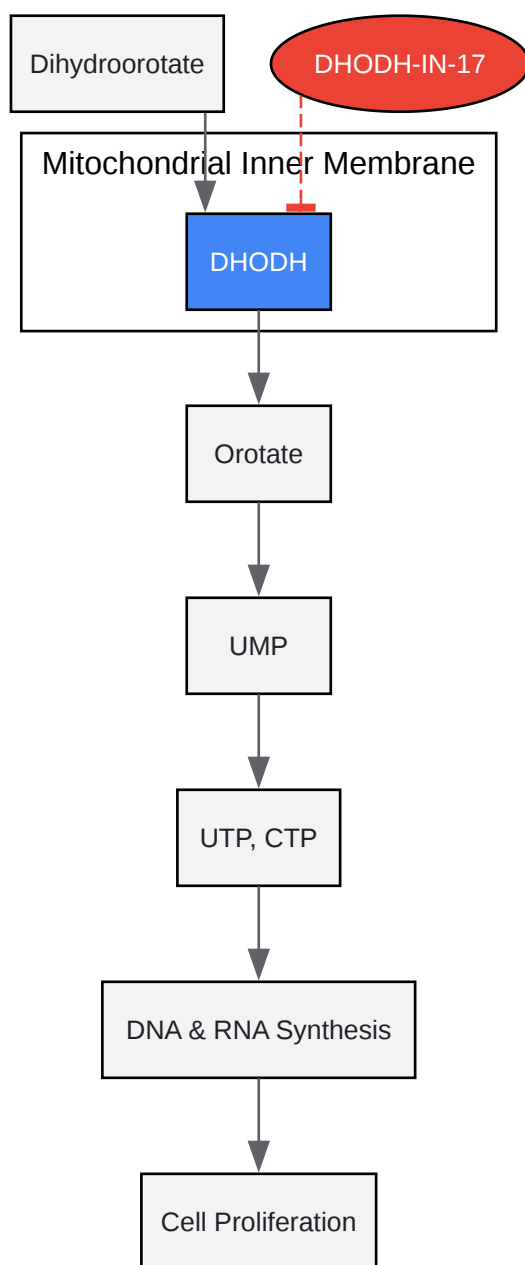 Dihydroorotate
DHODH-IN-17
Mitochondrial Inner Membrane
DHODH
Orotate
UMP
UTP, CTP
DNA & RNA Synthesis
Cell Proliferation